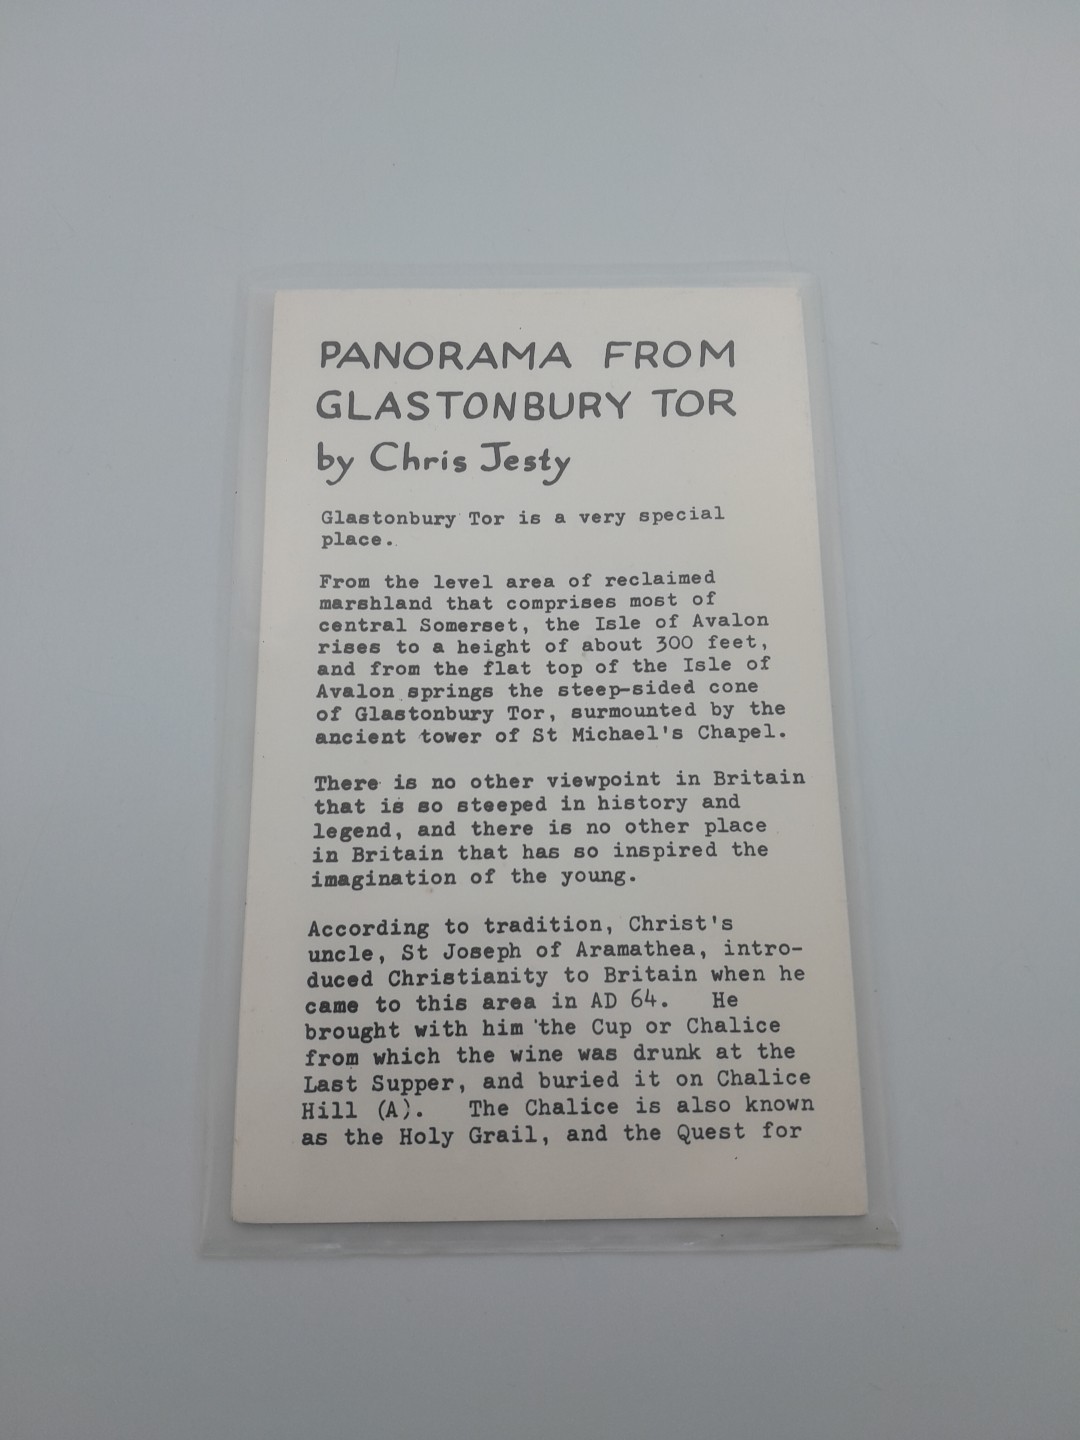 PANORAMA FROM
GLASTONBURY TOR
by Chris Jesty
Glastonbury Tor is a very special
place.
From the level area of reclaimed
marshland that comprises most of
central Somerset, the Isle of Avalon
rises to a height of about 300 feet,
and from the flat top of the Isle of
Avalon springs the steep-sided cone
of Glastonbury Tor, surmounted by the
ancient tower of St Michael's Chapel.
There is no other viewpoint in Britain
that is so steeped in history and
legend, and there is no other place
in Britain that has so inspired the
imagination of the young.
According to tradition, Christ's
uncle, St Joseph of Aramathea, intro-
duced Christianity to Britain when he
came to this area in AD 64. He
brought with him the Cup or Chalice
from which the wine was drunk at the
Last Supper, and buried it on Chalice
Hill (A). The Chalice is also known
as the Holy Grail, and the Quest for